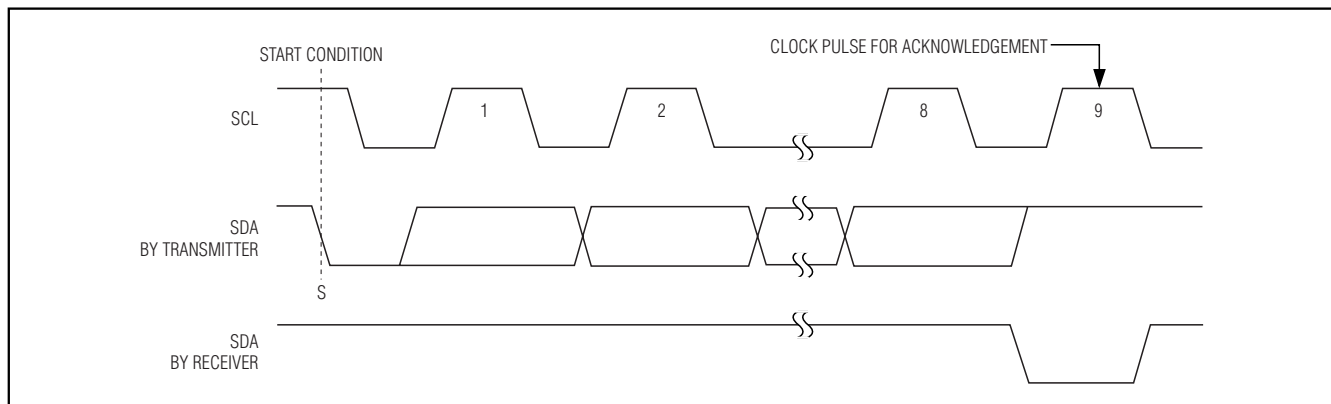 START CONDITION
CLOCK PULSE FOR ACKNOWLEDGEMENT
SCL
1
2
8
9
SDA
BY TRANSMITTER
S
SDA
BY RECEIVER